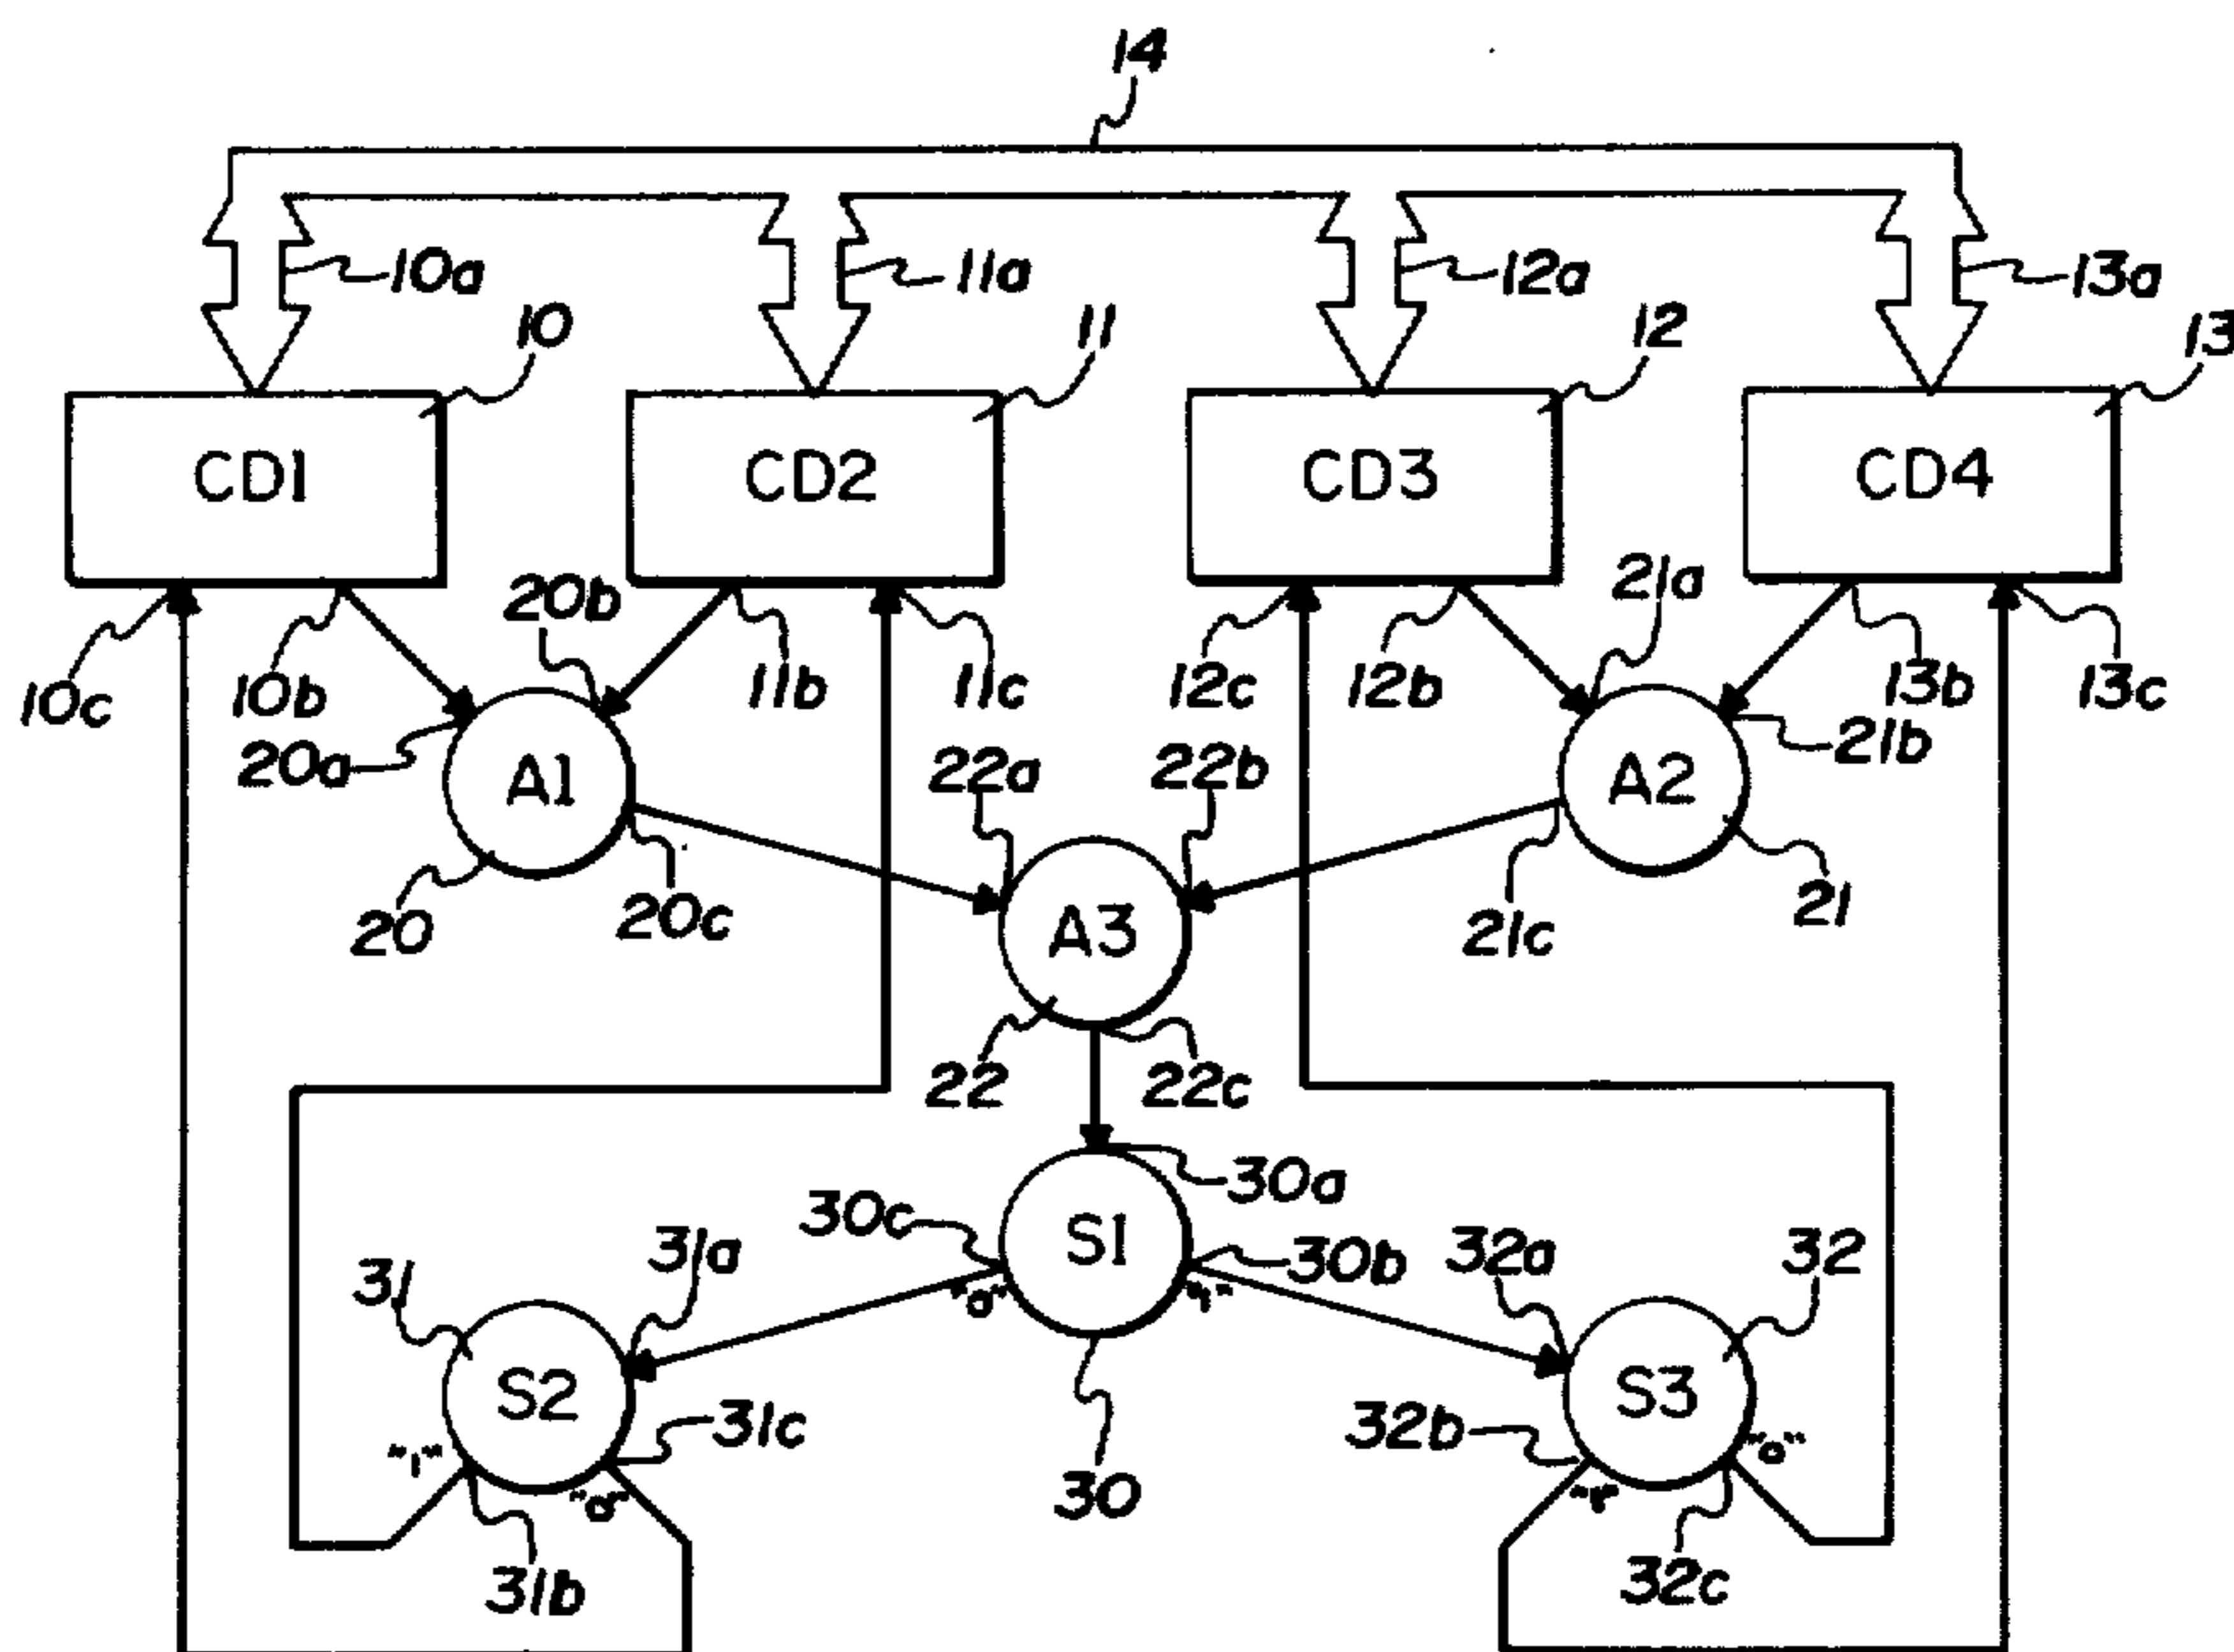 14
10a 11a 12a 13a
10 11 12 13
CD1 CD2 CD3 CD4
20b 21a
10c 10b 11b 11c 12c 12b 13b 13c
20a 22a 22b 21b
A1 A2
20 20c A3 21c 21
22 22c
30a
30c S1 30b
31 31a 32a 32
"0" "1"
S2 S3
31c 32b
"1" "0"
"0" 30 "1"
31b 32c